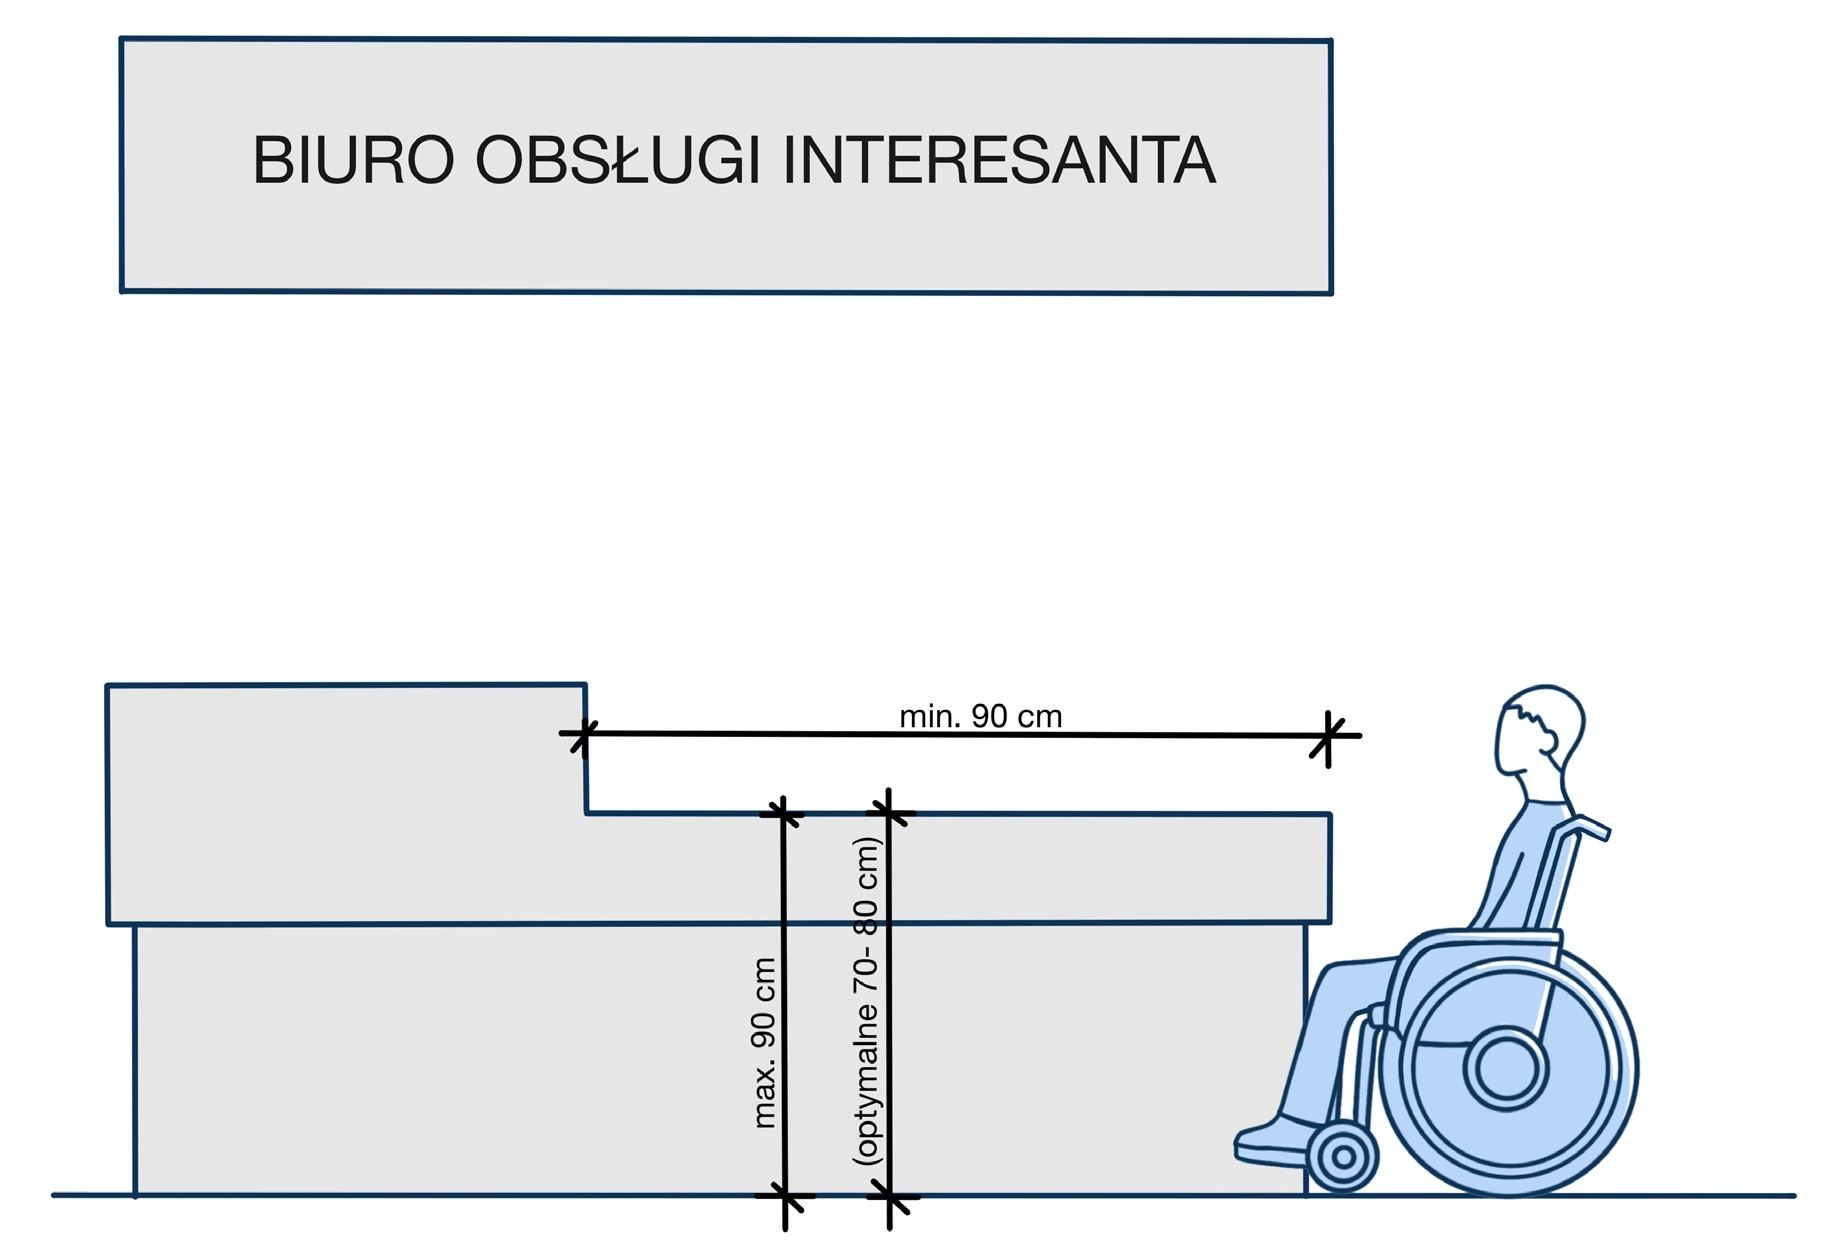 BIURO OBSŁUGI INTERESANTA
min. 90 cm
max. 90 cm
(optymalne 70- 80 cm)